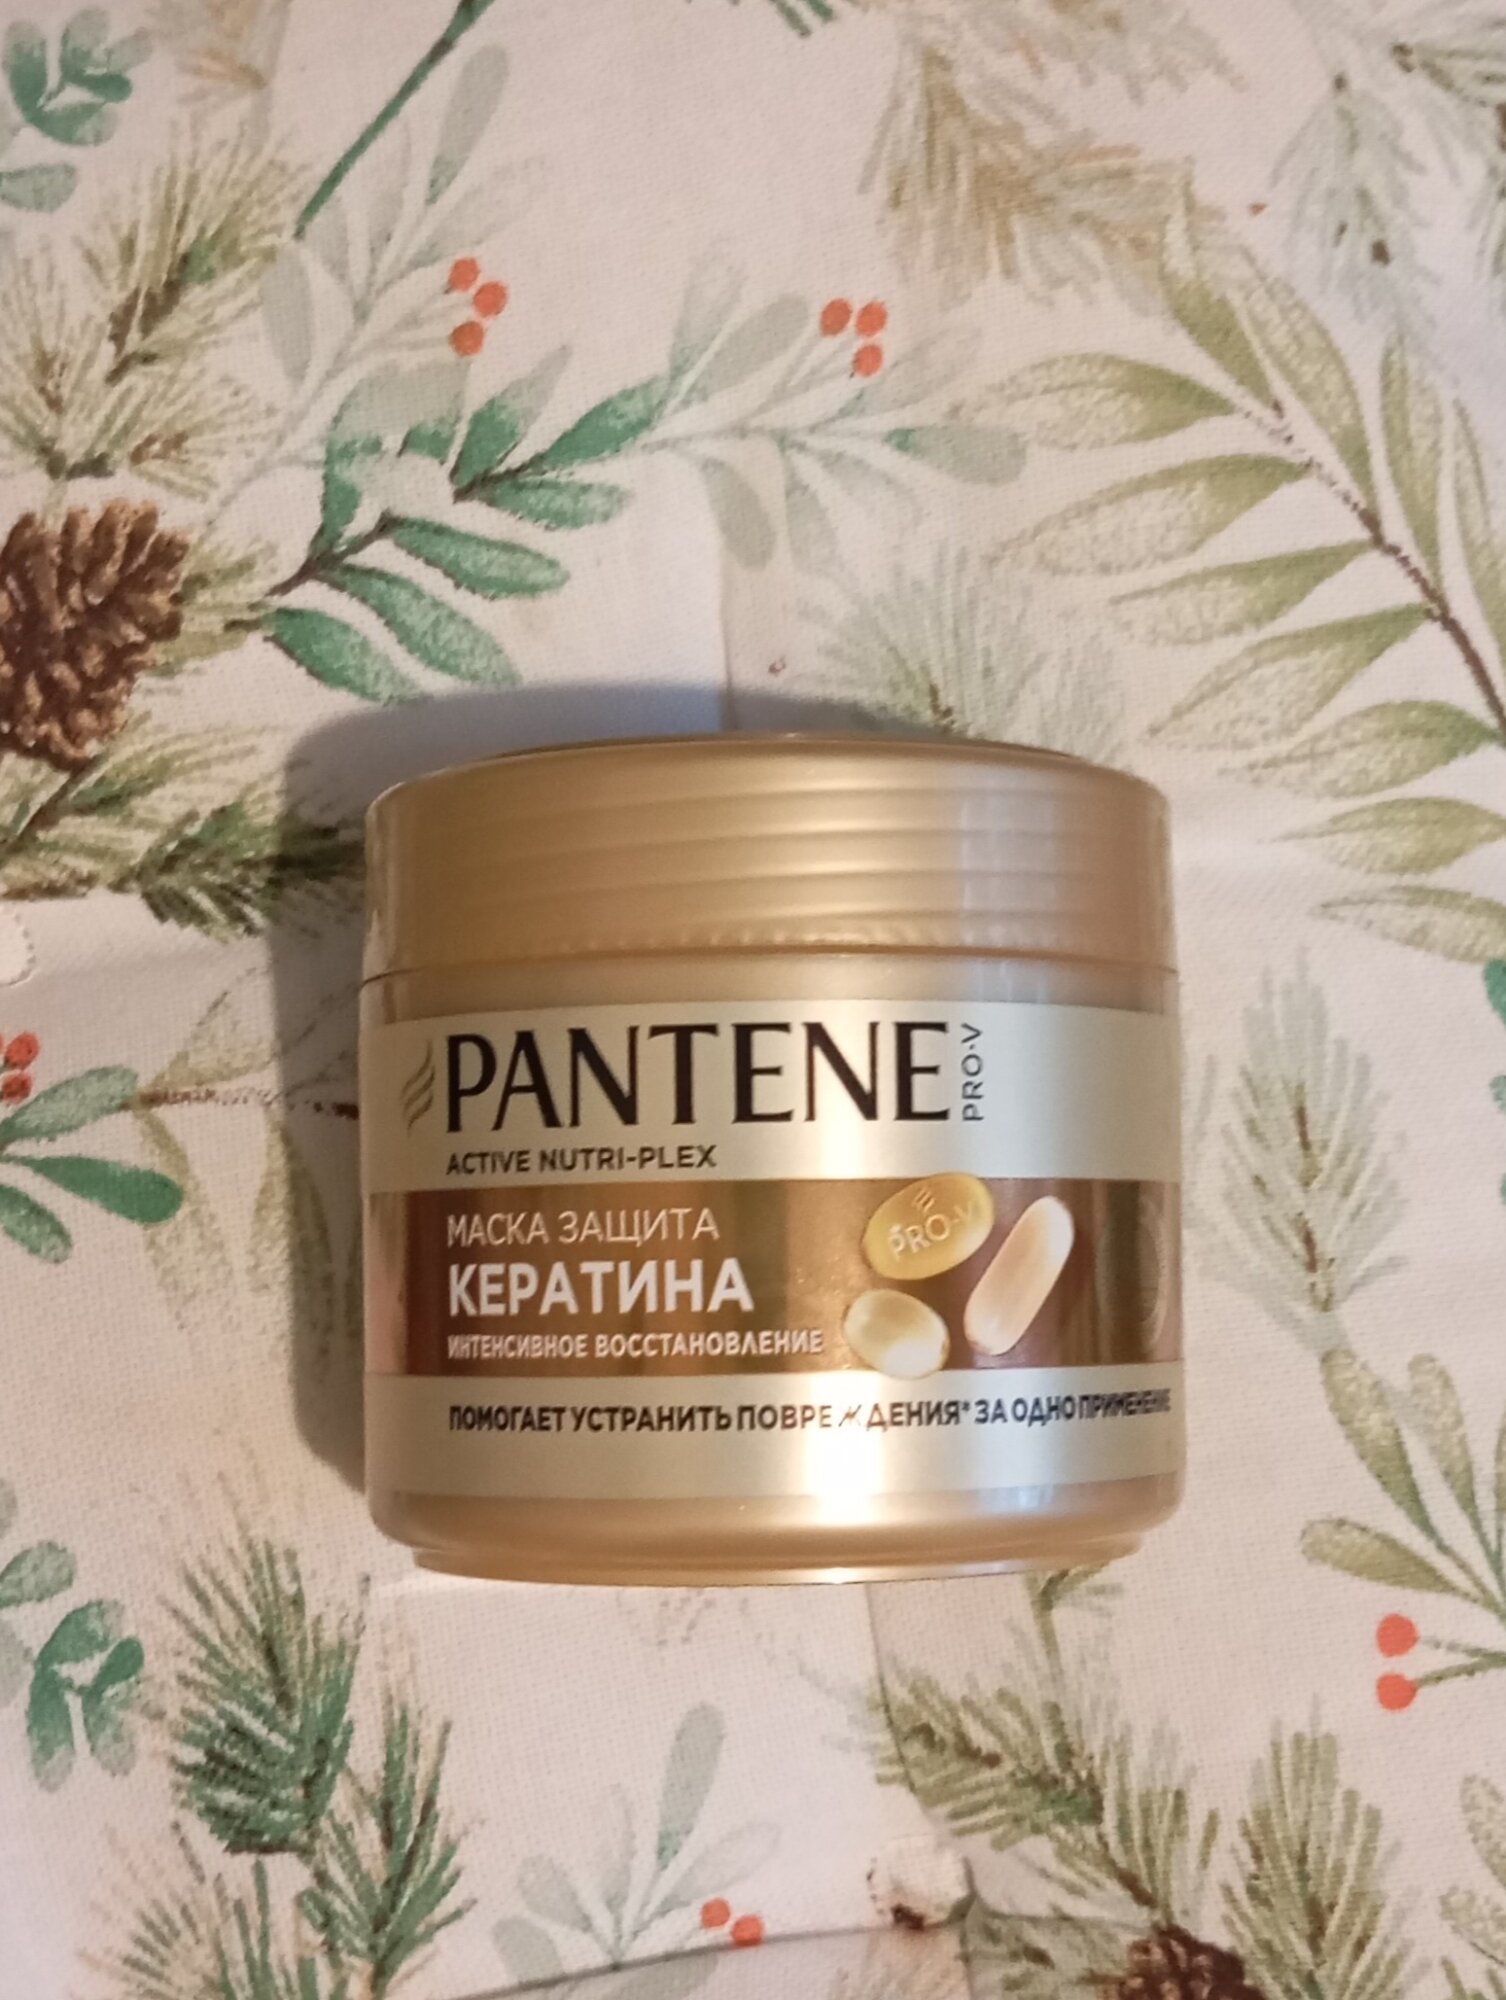 PANTENE
PRO-V
ACTIVE NUTRI-PLEX
PRO-V
МАСКА ЗАЩИТА
КЕРАТИНА
ИНТЕНСИВНОЕ ВОССТАНОВЛЕНИЕ
ПОМОГАЕТ УСТРАНИТЬ ПОВРЕЖДЕНИЯ* ЗА ОДНО ПРИМЕНЕНИЕ